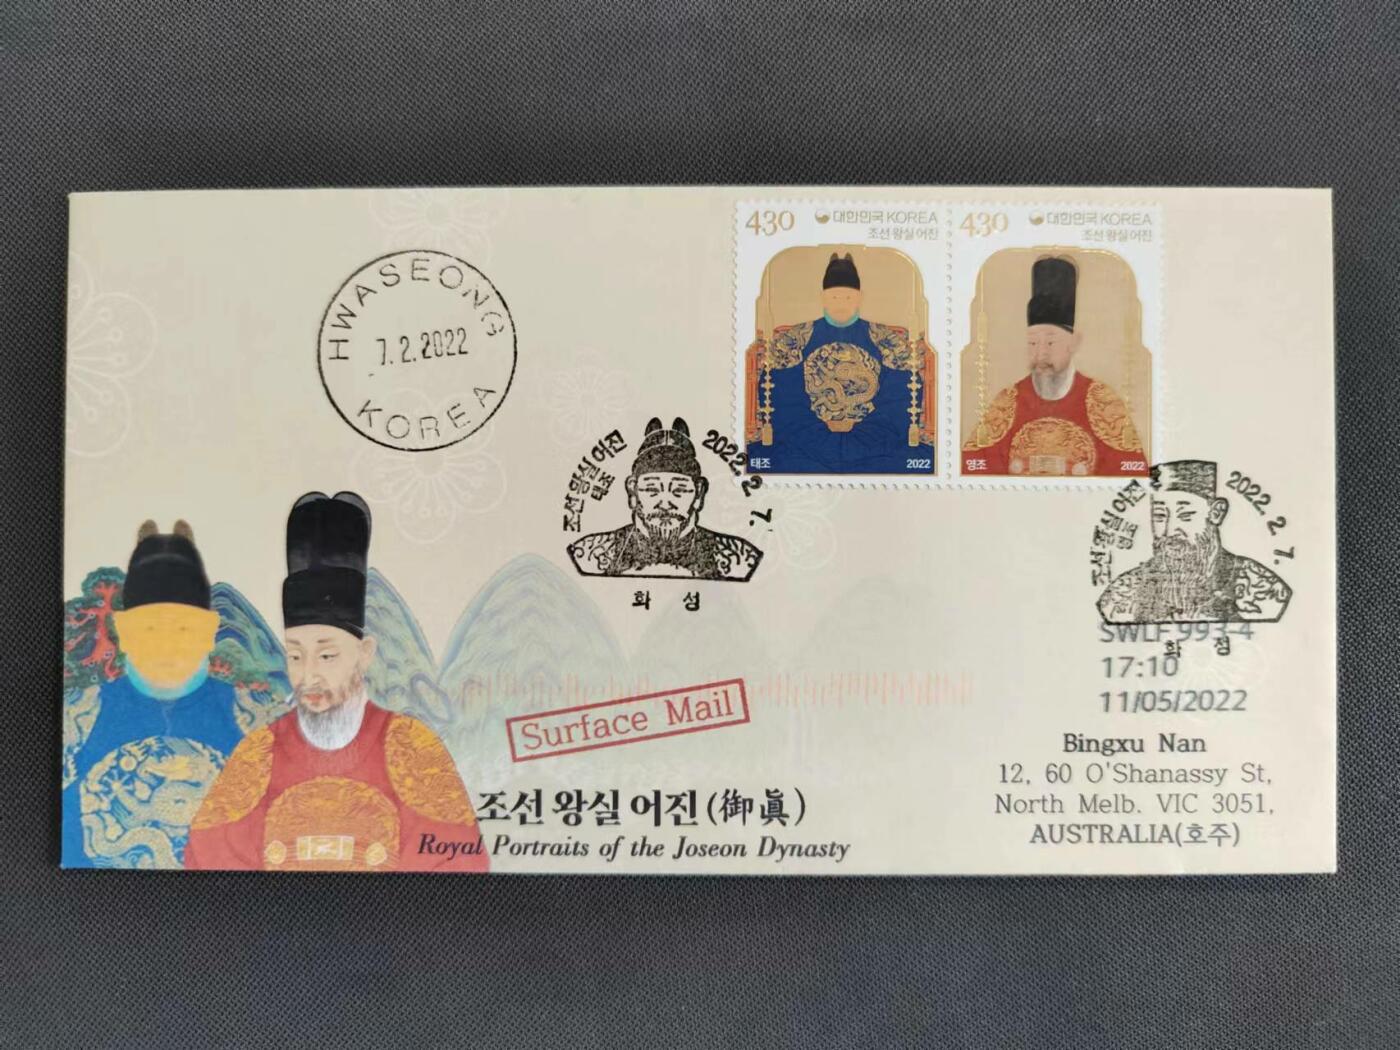 430 대한민국 KOREA
조선 왕실 어진
태조 2022
430 대한민국 KOREA
조선 왕실 어진
영조 2022
HWASEONG
7.2.2022
KOREA
조선 왕실 어진
태조
2022. 2. 7.
화 성
조선 왕실 어진
영조
2022. 2. 7.
화 성
SWLF 993-4
17:10
11/05/2022
Surface Mail
Bingxu Nan
12, 60 O'Shanassy St,
North Melb. VIC 3051,
AUSTRALIA(호주)
조선 왕실 어진(御眞)
Royal Portraits of the Joseon Dynasty